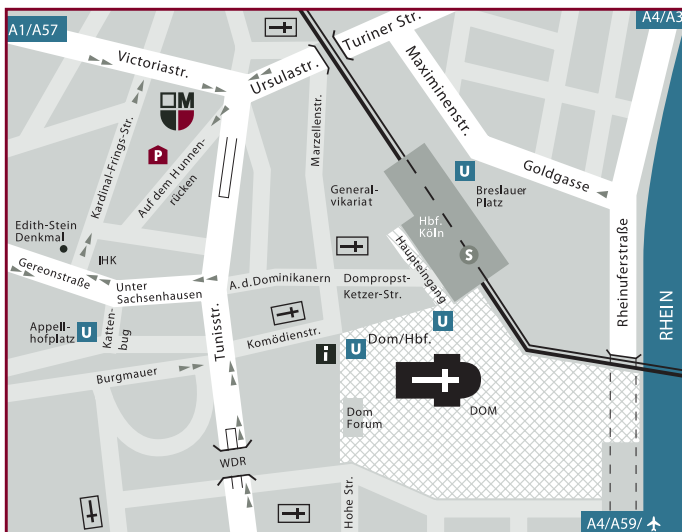 A1/A57
A4/A3
Victoriastr.
Turiner Str.
Ursulastr.
Maximinenstr.
M
P
Kardinal-Frings-Str.
Auf dem Hunnen-
rücken
Marzellenstr.
U
Goldgasse
General-
vikariat
Breslauer
Platz
Hbf.
Köln
Edith-Stein
Denkmal
IHK
S
Haupteingang
Gereonstraße
Unter
Sachsenhausen
A.d.Dominikanern
Dompropst-
Ketzer-Str.
Rheinuferstraße
RHEIN
Appell-
hofplatz
U
Katten-
bug
Tunisstr.
Komödienstr.
U
i
U
Dom/Hbf.
Burgmauer
Dom
Forum
DOM
WDR
Hohe Str.
A4/A59/